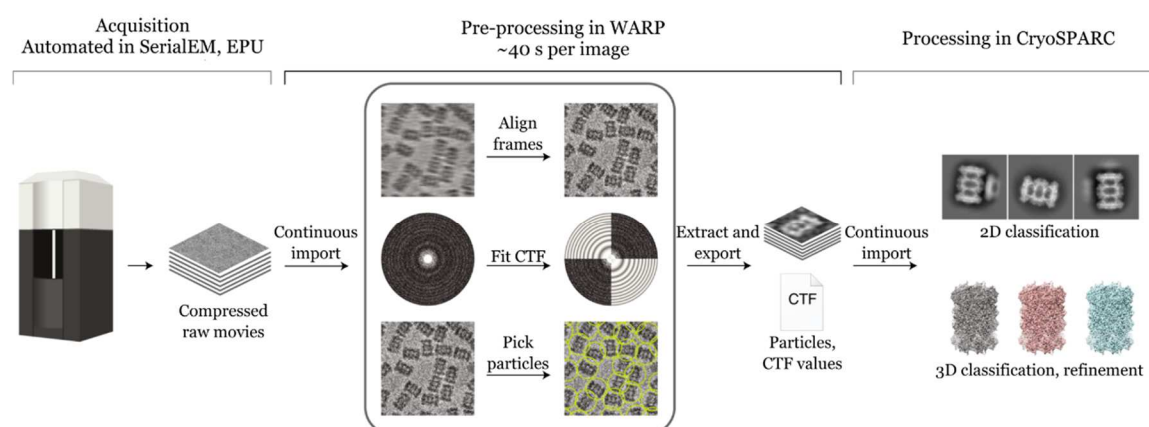 Acquisition
Automated in SerialEM, EPU
Pre-processing in WARP
~40 s per image
Processing in CryoSPARC
Align
frames
Continuous
import
Fit CTF
Extract and
export
Continuous
import
2D classification
Compressed
raw movies
CTF
Pick
particles
Particles,
CTF values
3D classification, refinement